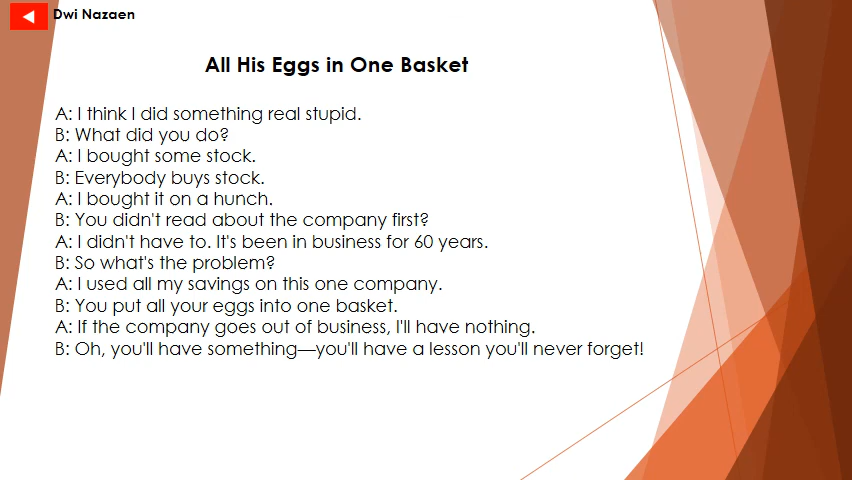 Dwi Nazaen
All His Eggs in One Basket
A: I think I did something real stupid.
B: What did you do?
A: I bought some stock.
B: Everybody buys stock.
A: I bought it on a hunch.
B: You didn't read about the company first?
A: I didn't have to. It's been in business for 60 years.
B: So what's the problem?
A: I used all my savings on this one company.
B: You put all your eggs into one basket.
A: If the company goes out of business, I'll have nothing.
B: Oh, you'll have something—you'll have a lesson you'll never forget!